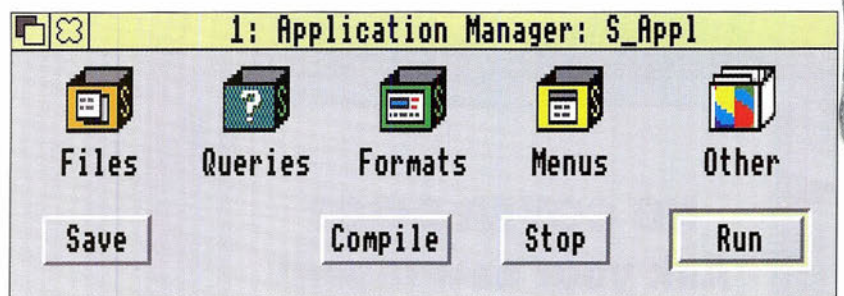 1: Application Manager: S_Appl
Files Queries Formats Menus Other
Save Compile Stop Run